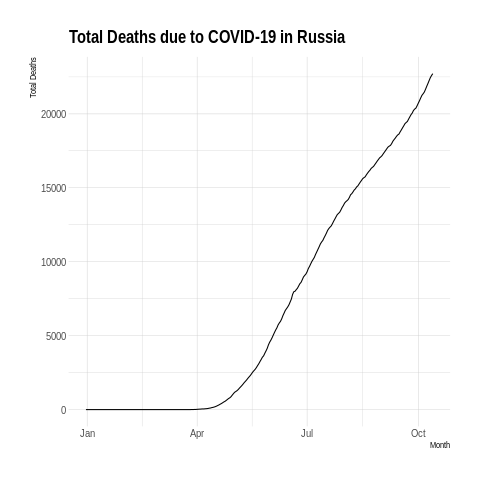 Total Deaths due to COVID-19 in Russia
Total Deaths
20000
15000
10000
5000
0
Jan Apr Jul Oct
Month